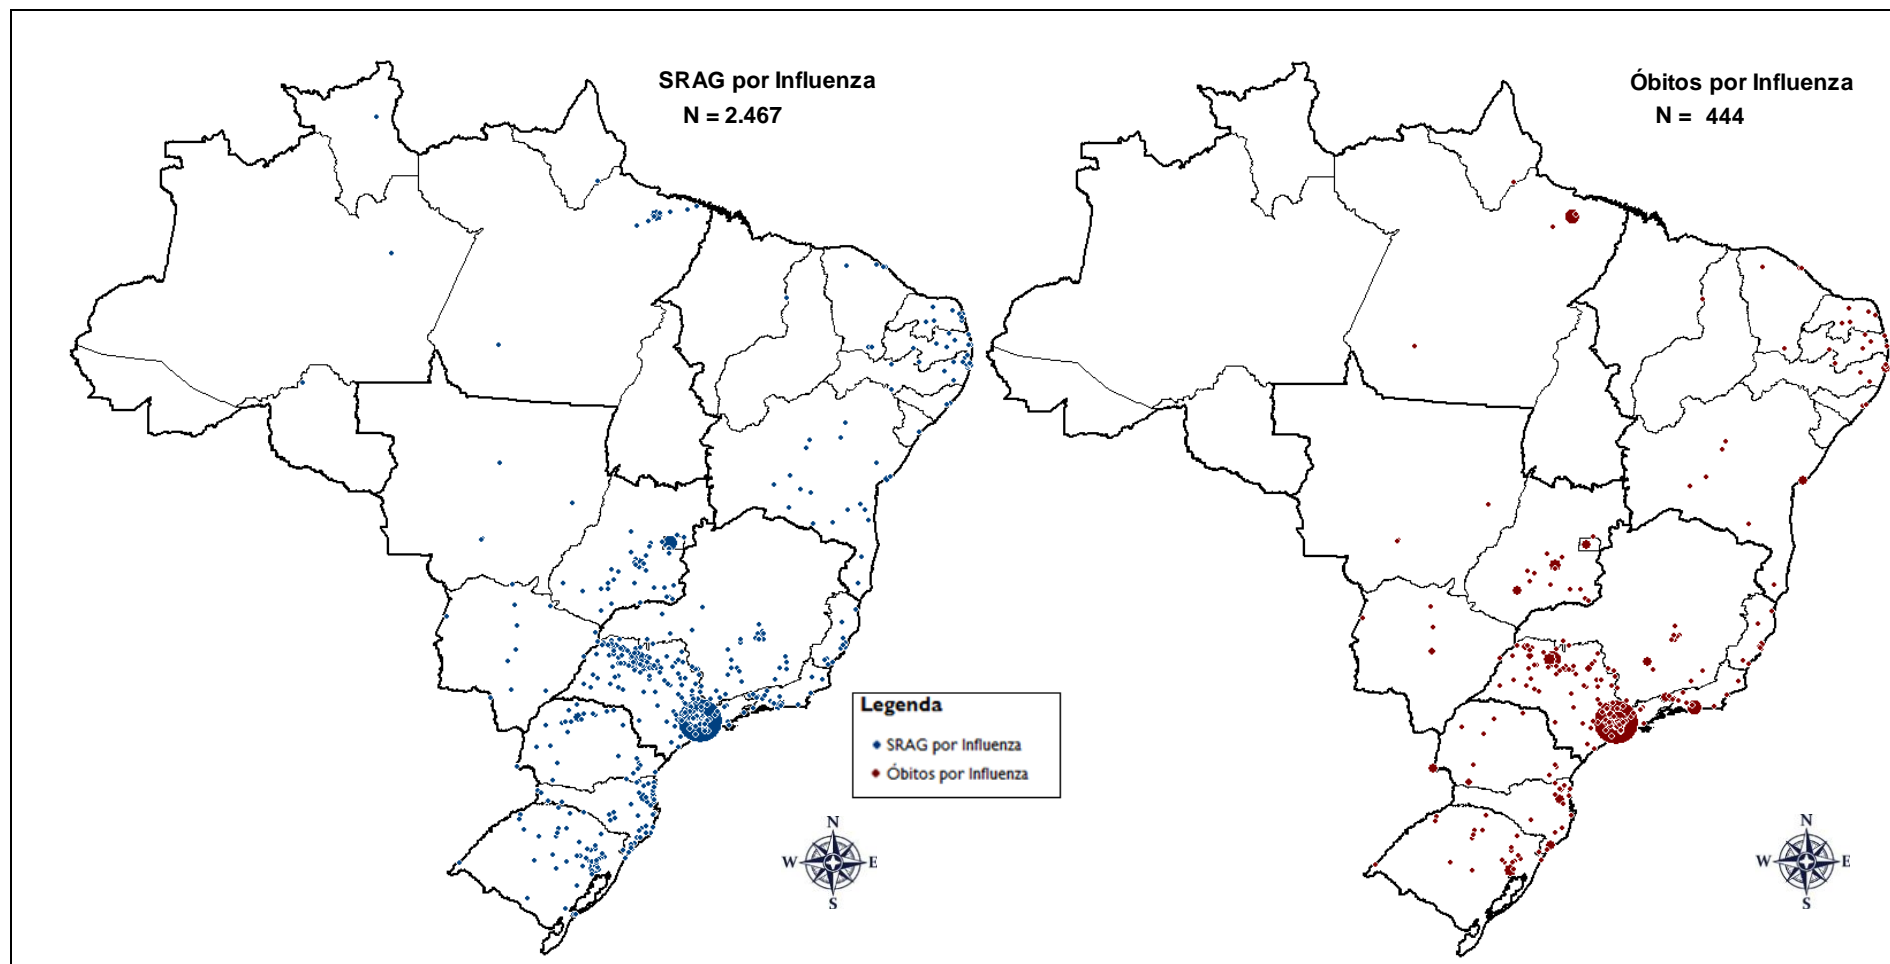 SRAG por Influenza
N = 2.467
Óbitos por Influenza
N = 444
Legenda
SRAG por Influenza
Óbitos por Influenza
N
W
E
S
N
W
E
S